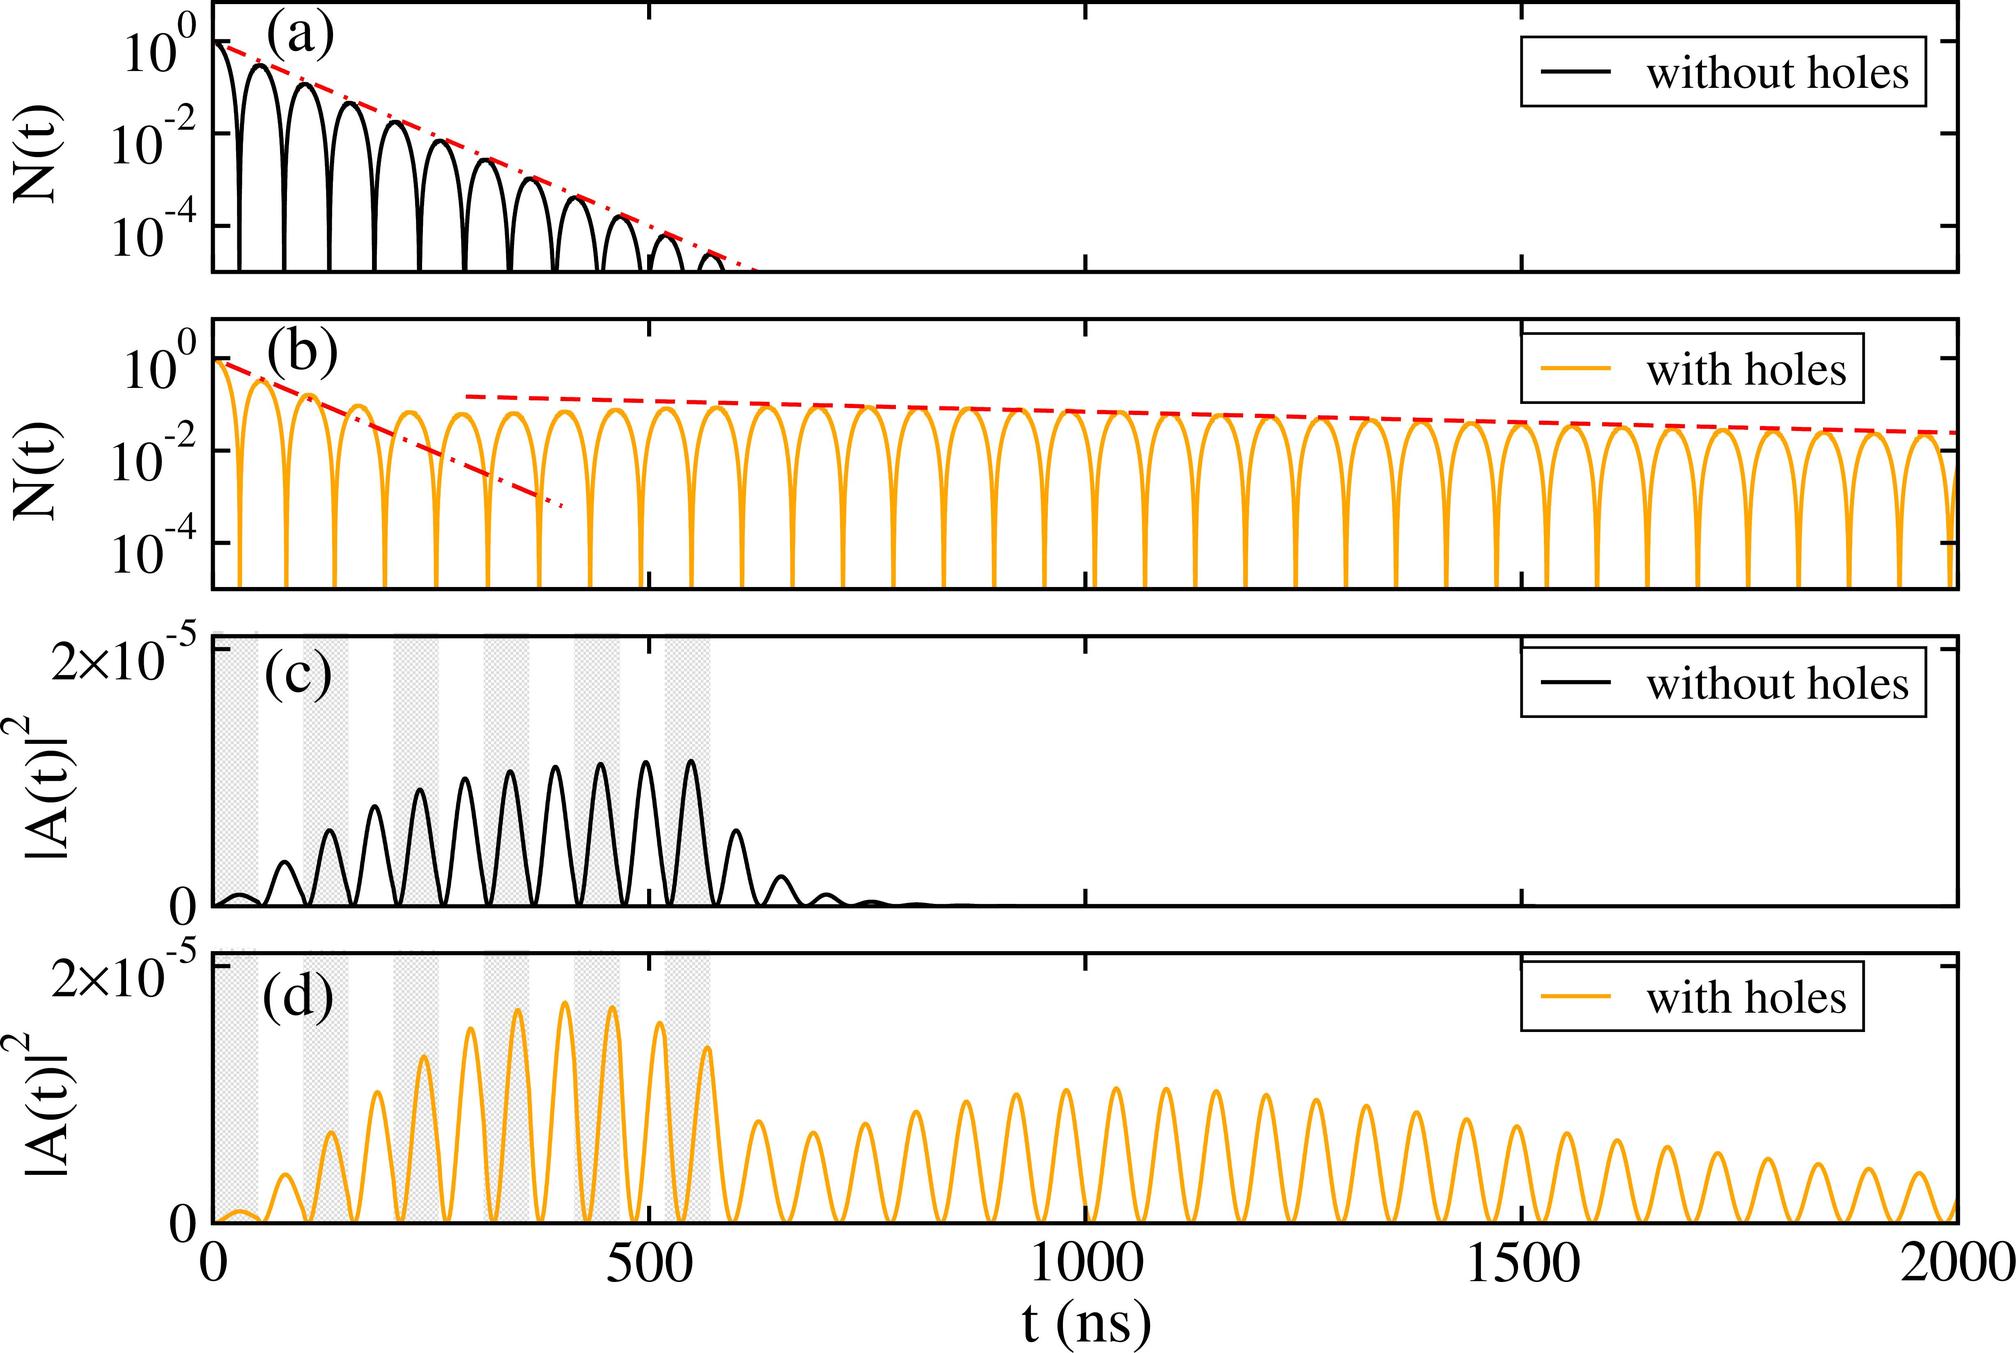 (a)
without holes
N(t)
10^0
10^-2
10^-4
(b)
with holes
N(t)
10^0
10^-2
10^-4
(c)
without holes
|A(t)|^2
2×10^-5
0
(d)
with holes
|A(t)|^2
2×10^-5
0
0 500 1000 1500 2000
t (ns)